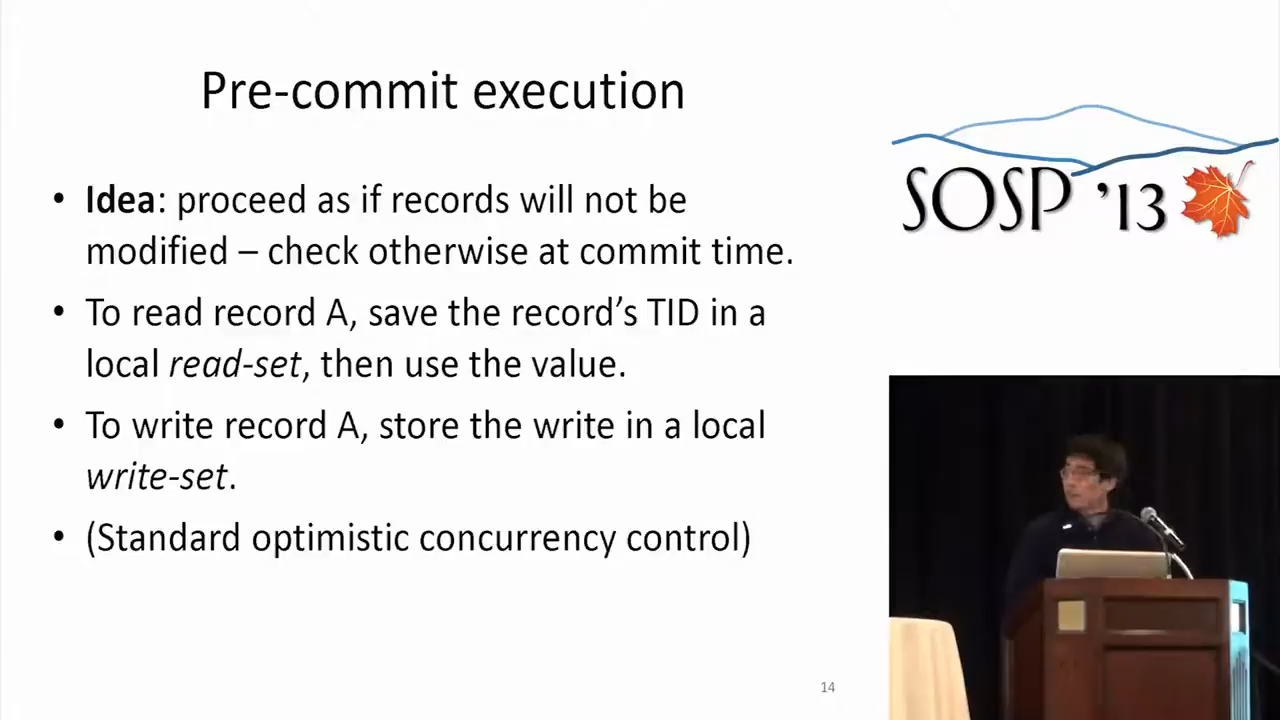 Pre-commit execution
• Idea: proceed as if records will not be
modified – check otherwise at commit time.
• To read record A, save the record’s TID in a
local read-set, then use the value.
• To write record A, store the write in a local
write-set.
• (Standard optimistic concurrency control)
14
SOSP ’13